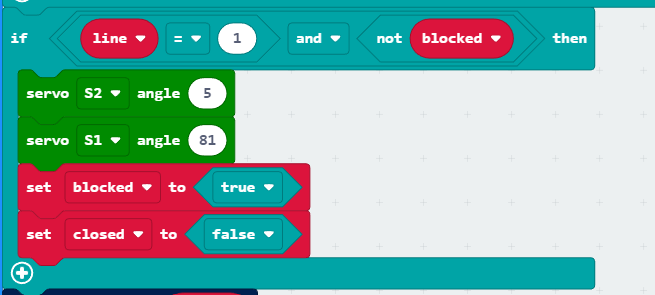 if line = 1 and not blocked then
servo S2 angle 5
servo S1 angle 81
set blocked to true
set closed to false